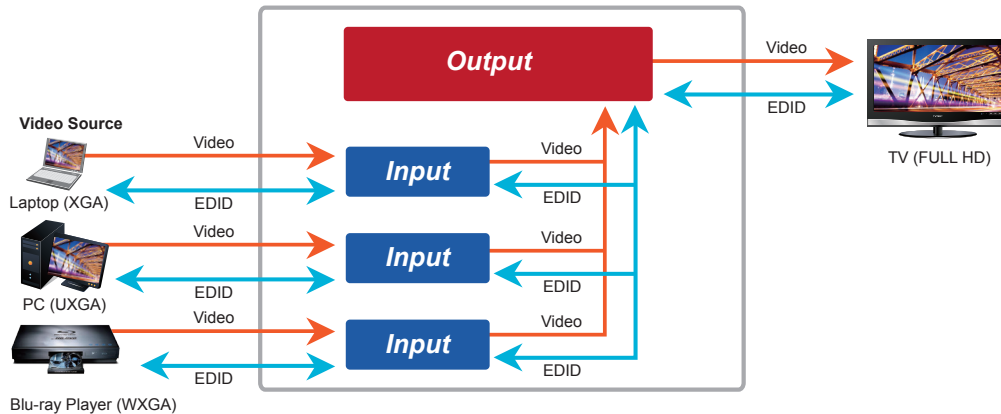 Output
Video
EDID
TV (FULL HD)
Video Source
Video
EDID
Laptop (XGA)
Input
Video
EDID
Video
EDID
PC (UXGA)
Input
Video
EDID
Video
EDID
Blu-ray Player (WXGA)
Input
Video
EDID